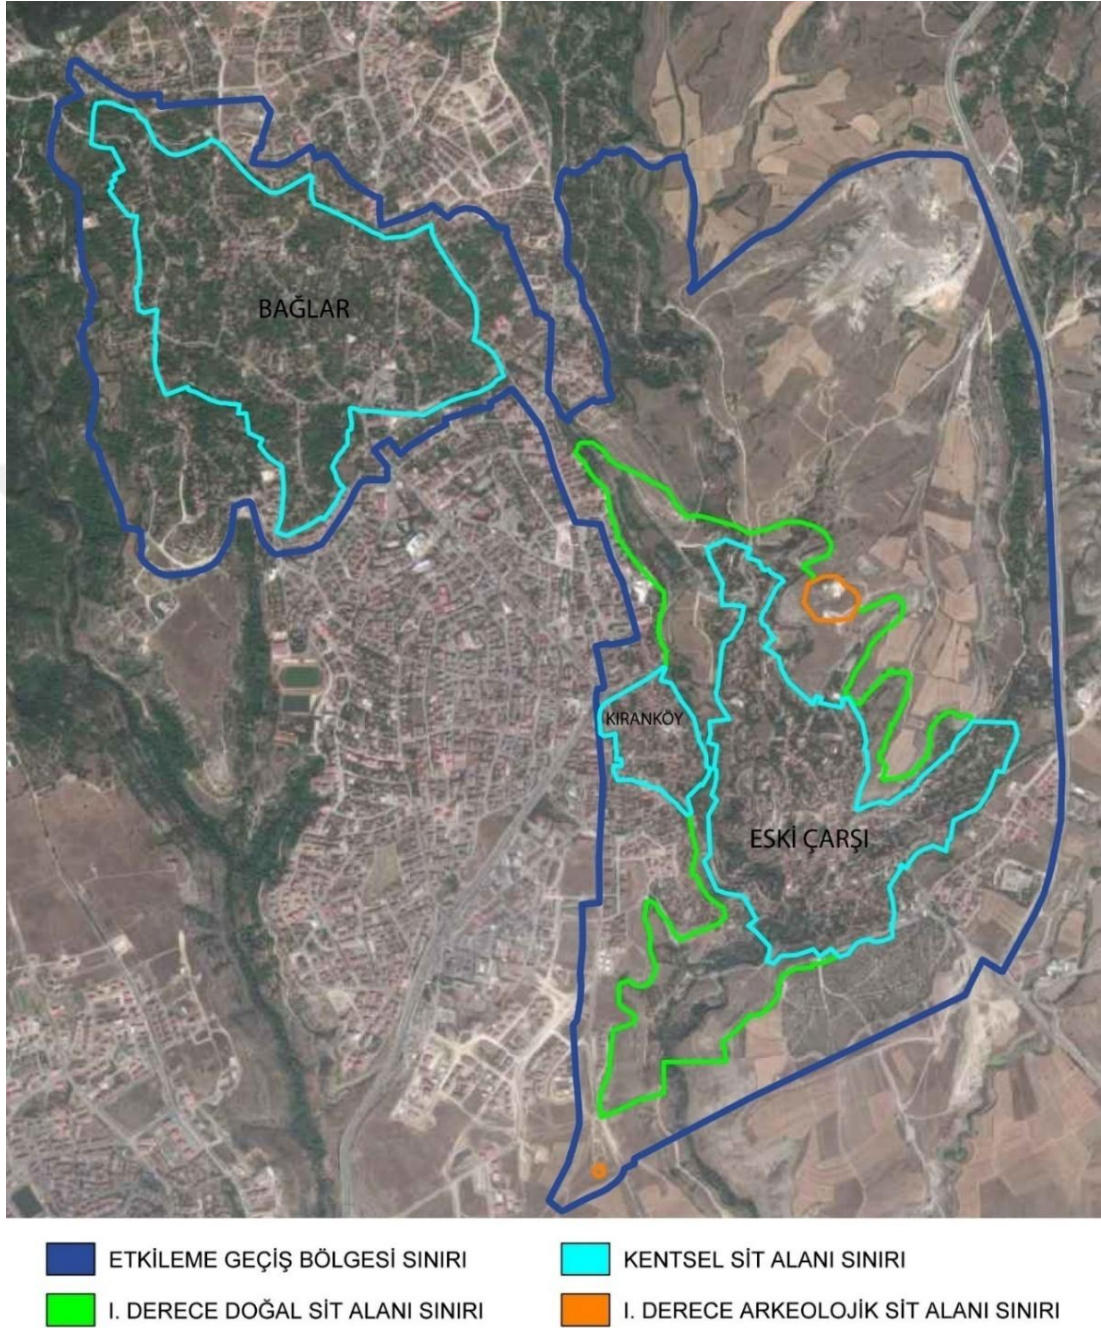 BAĞLAR
KIRANKÖY
ESKİ ÇARŞI
ETKİLEME GEÇİŞ BÖLGESİ SINIRI
KENTSEL SİT ALANI SINIRI
I. DERECE DOĞAL SİT ALANI SINIRI
I. DERECE ARKEOLOJİK SİT ALANI SINIRI